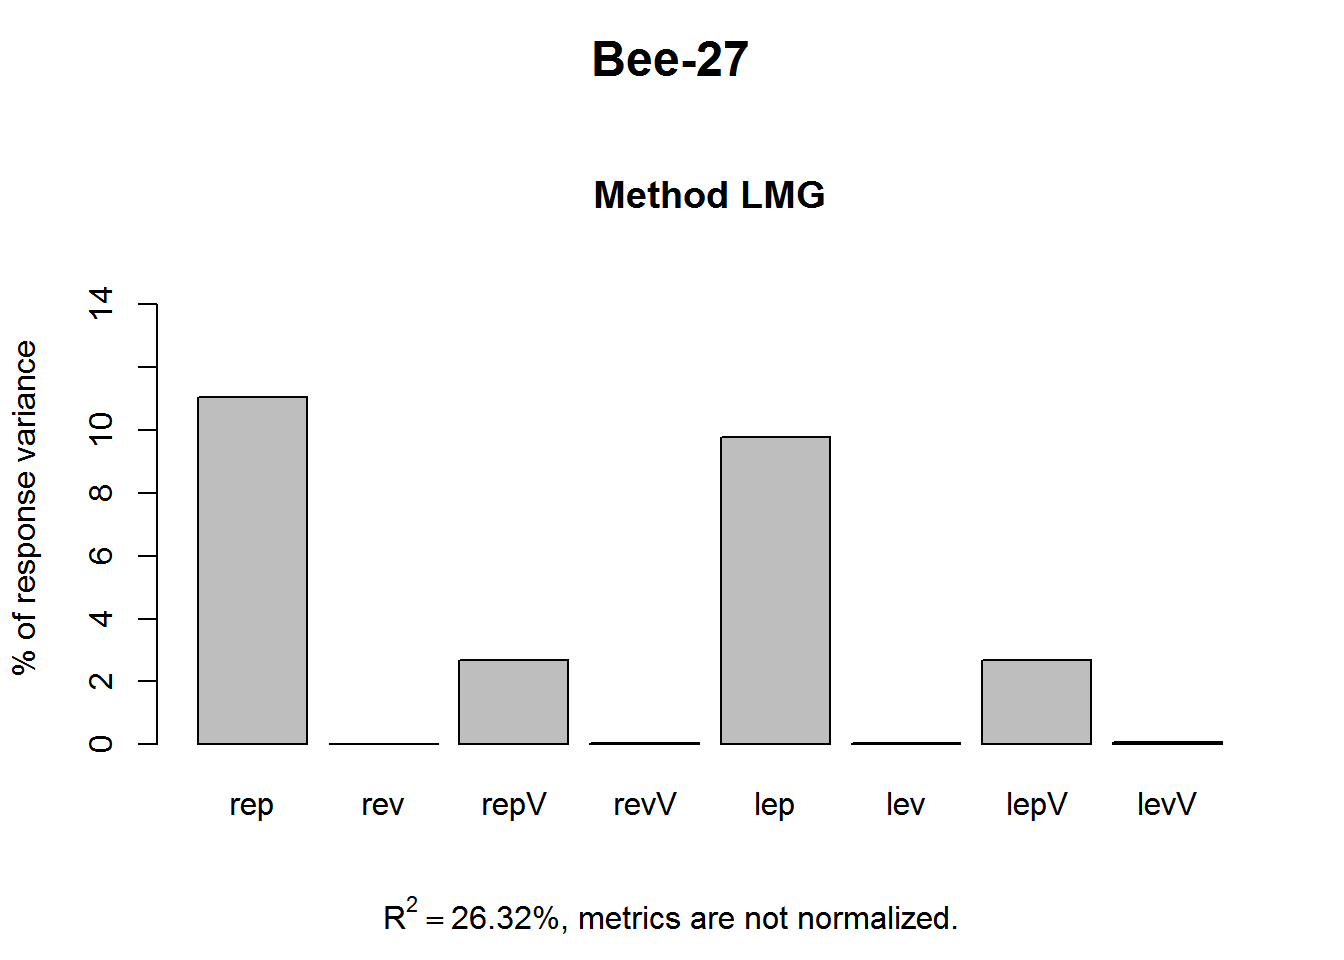 Bee-27
Method LMG
% of response variance
14
10
8
6
4
2
0
rep rev repV revV lep lev lepV levV
R² = 26.32%, metrics are not normalized.